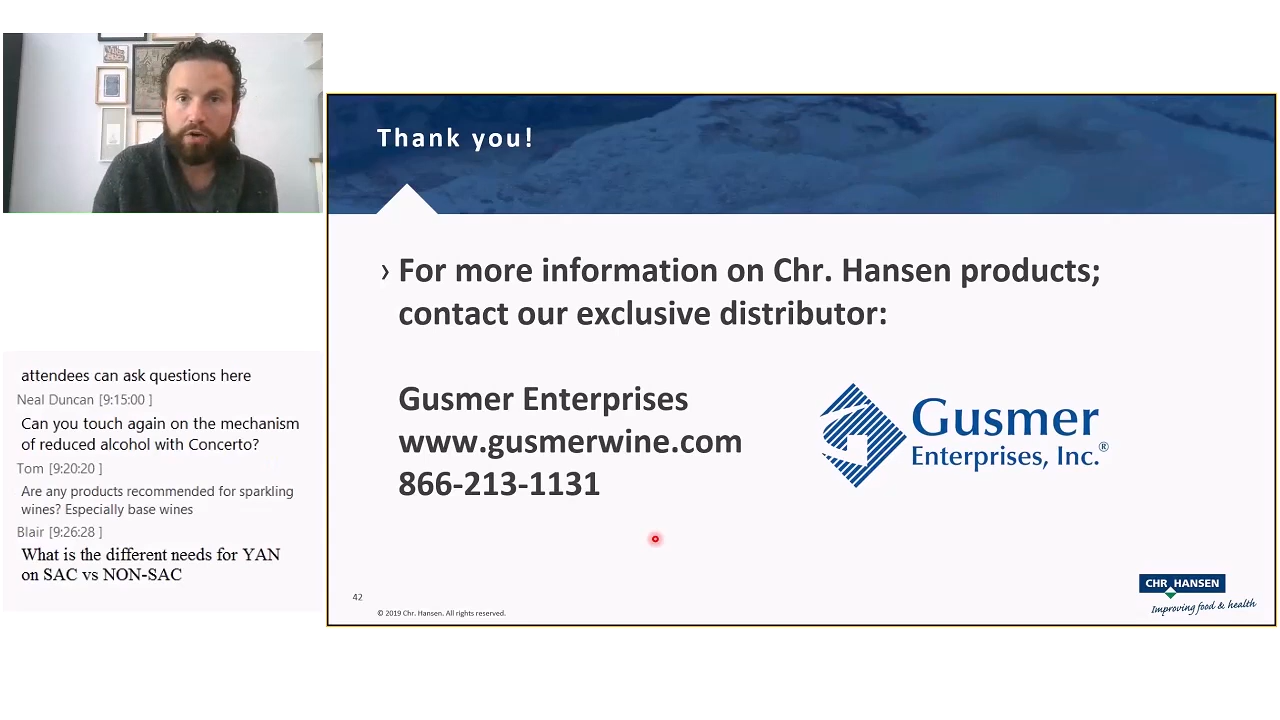 Thank you!
› For more information on Chr. Hansen products;
contact our exclusive distributor:
Gusmer Enterprises
www.gusmerwine.com
866-213-1131
Gusmer
Enterprises, Inc.®
42
© 2019 Chr. Hansen. All rights reserved.
CHR HANSEN
Improving food & health
attendees can ask questions here
Neal Duncan [9:15:00 ]
Can you touch again on the mechanism
of reduced alcohol with Concerto?
Tom [9:20:20 ]
Are any products recommended for sparkling
wines? Especially base wines
Blair [9:26:28 ]
What is the different needs for YAN
on SAC vs NON-SAC